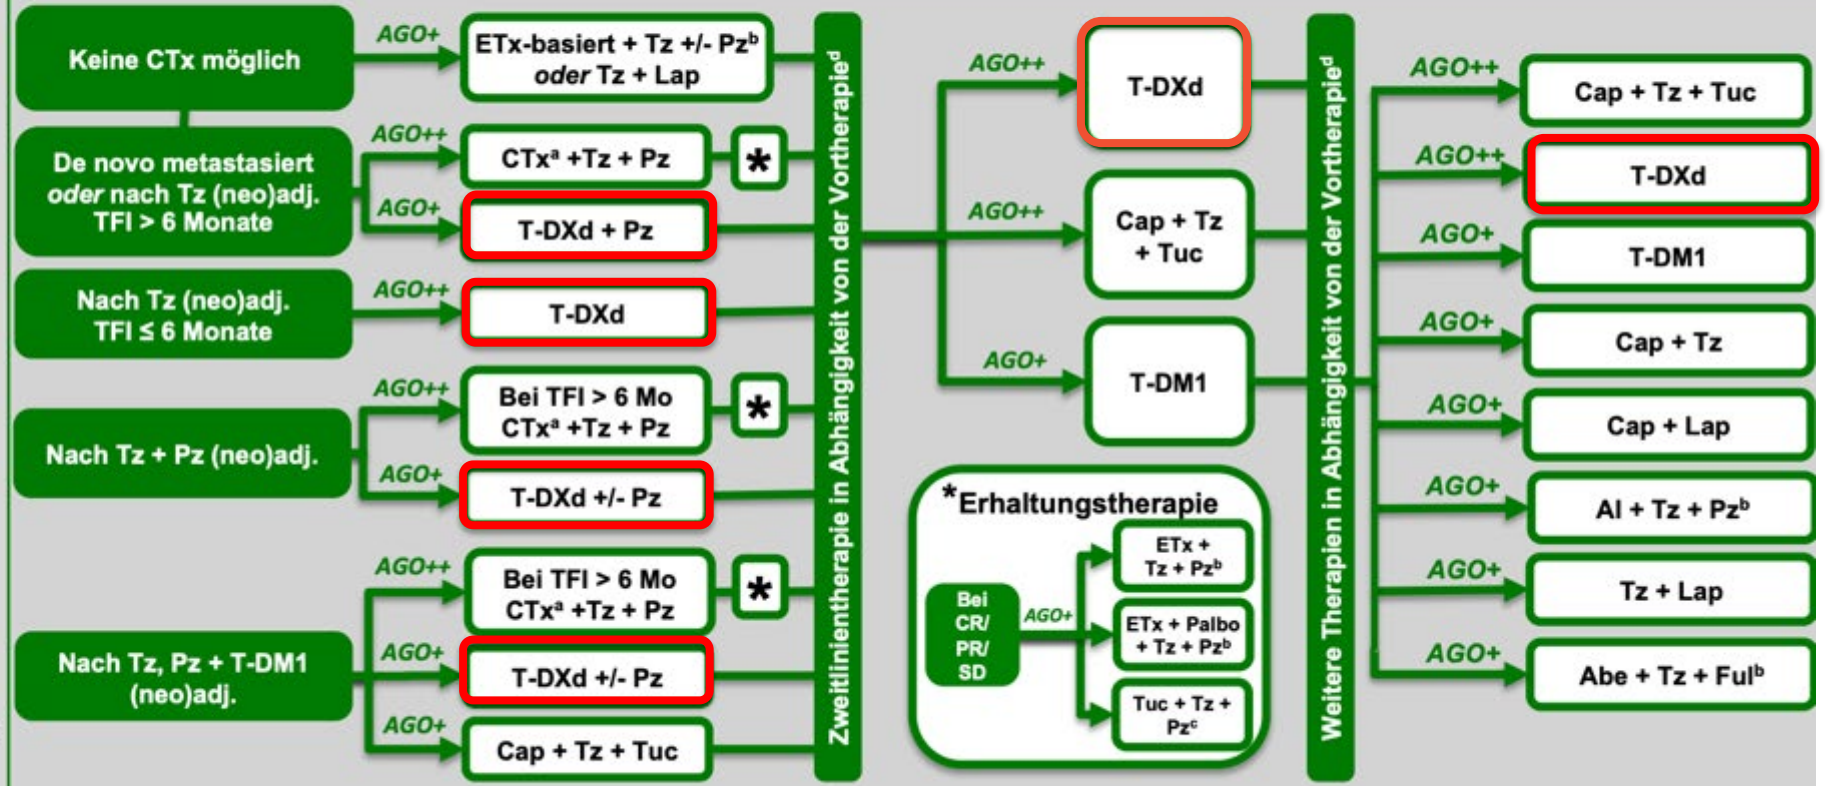 Keine CTx möglich
AGO+
ETx-basiert + Tz +/- Pzᵇ
oder Tz + Lap
De novo metastasiert
oder nach Tz (neo)adj.
TFI > 6 Monate
AGO++
CTxᵃ +Tz + Pz
*
AGO+
T-DXd + Pz
Nach Tz (neo)adj.
TFI ≤ 6 Monate
AGO++
T-DXd
Nach Tz + Pz (neo)adj.
AGO++
Bei TFI > 6 Mo
CTxᵃ +Tz + Pz
*
AGO+
T-DXd +/- Pz
Nach Tz, Pz + T-DM1
(neo)adj.
AGO++
Bei TFI > 6 Mo
CTxᵃ +Tz + Pz
*
AGO+
T-DXd +/- Pz
AGO+
Cap + Tz + Tuc
Zweitlinientherapie in Abhängigkeit von der Vortherapieᵈ
AGO++
T-DXd
AGO++
Cap + Tz
+ Tuc
AGO+
T-DM1
*Erhaltungstherapie
Bei
CR/
PR/
SD
AGO+
ETx +
Tz + Pzᵇ
ETx + Palbo
+ Tz + Pzᵇ
Tuc + Tz +
Pzᶜ
Weitere Therapien in Abhängigkeit von der Vortherapieᵈ
AGO++
Cap + Tz + Tuc
AGO++
T-DXd
AGO+
T-DM1
AGO+
Cap + Tz
AGO+
Cap + Lap
AGO+
AI + Tz + Pzᵇ
AGO+
Tz + Lap
AGO+
Abe + Tz + Fulᵇ